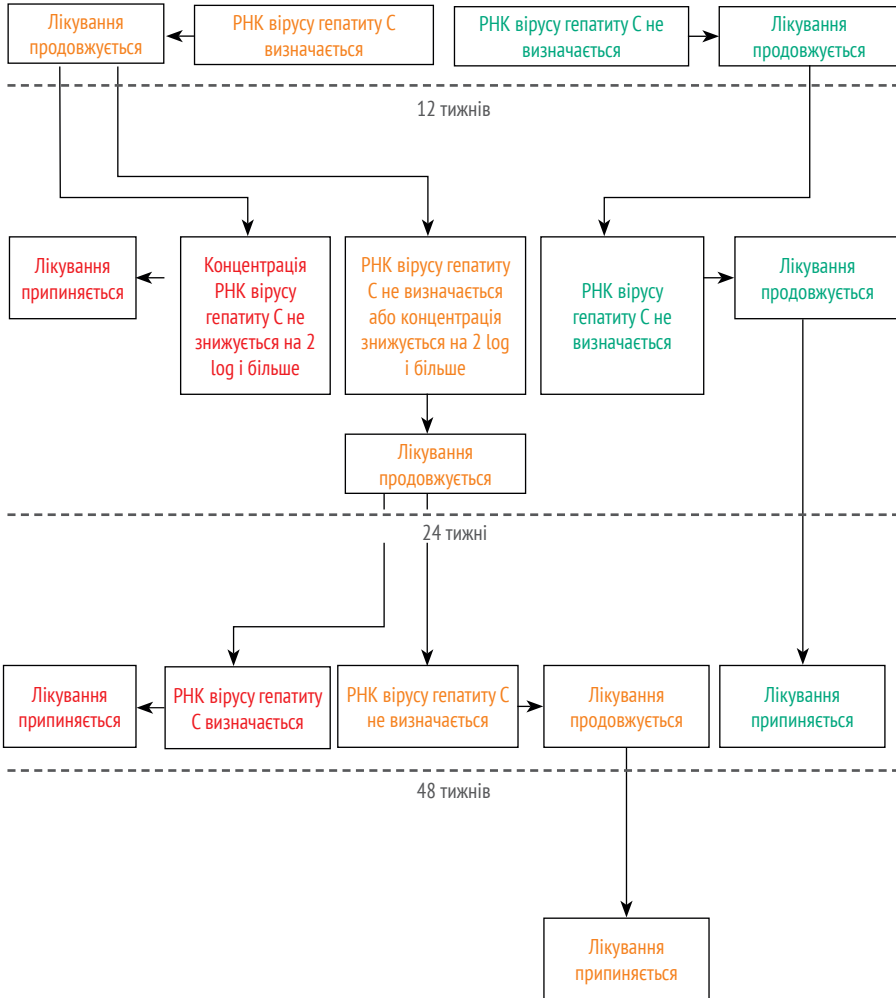 Лікування
продовжується
РНК вірусу гепатиту С
визначається
РНК вірусу гепатиту С не
визначається
Лікування
продовжується
12 тижнів
Лікування
припиняється
Концентрація
РНК вірусу
гепатиту С не
знижується на 2
log і більше
РНК вірусу гепатиту
С не визначається
або концентрація
знижується на 2 log
і більше
РНК вірусу
гепатиту С не
визначається
Лікування
продовжується
Лікування
продовжується
24 тижні
Лікування
припиняється
РНК вірусу гепатиту
С визначається
РНК вірусу гепатиту С
не визначається
Лікування
продовжується
Лікування
припиняється
48 тижнів
Лікування
припиняється